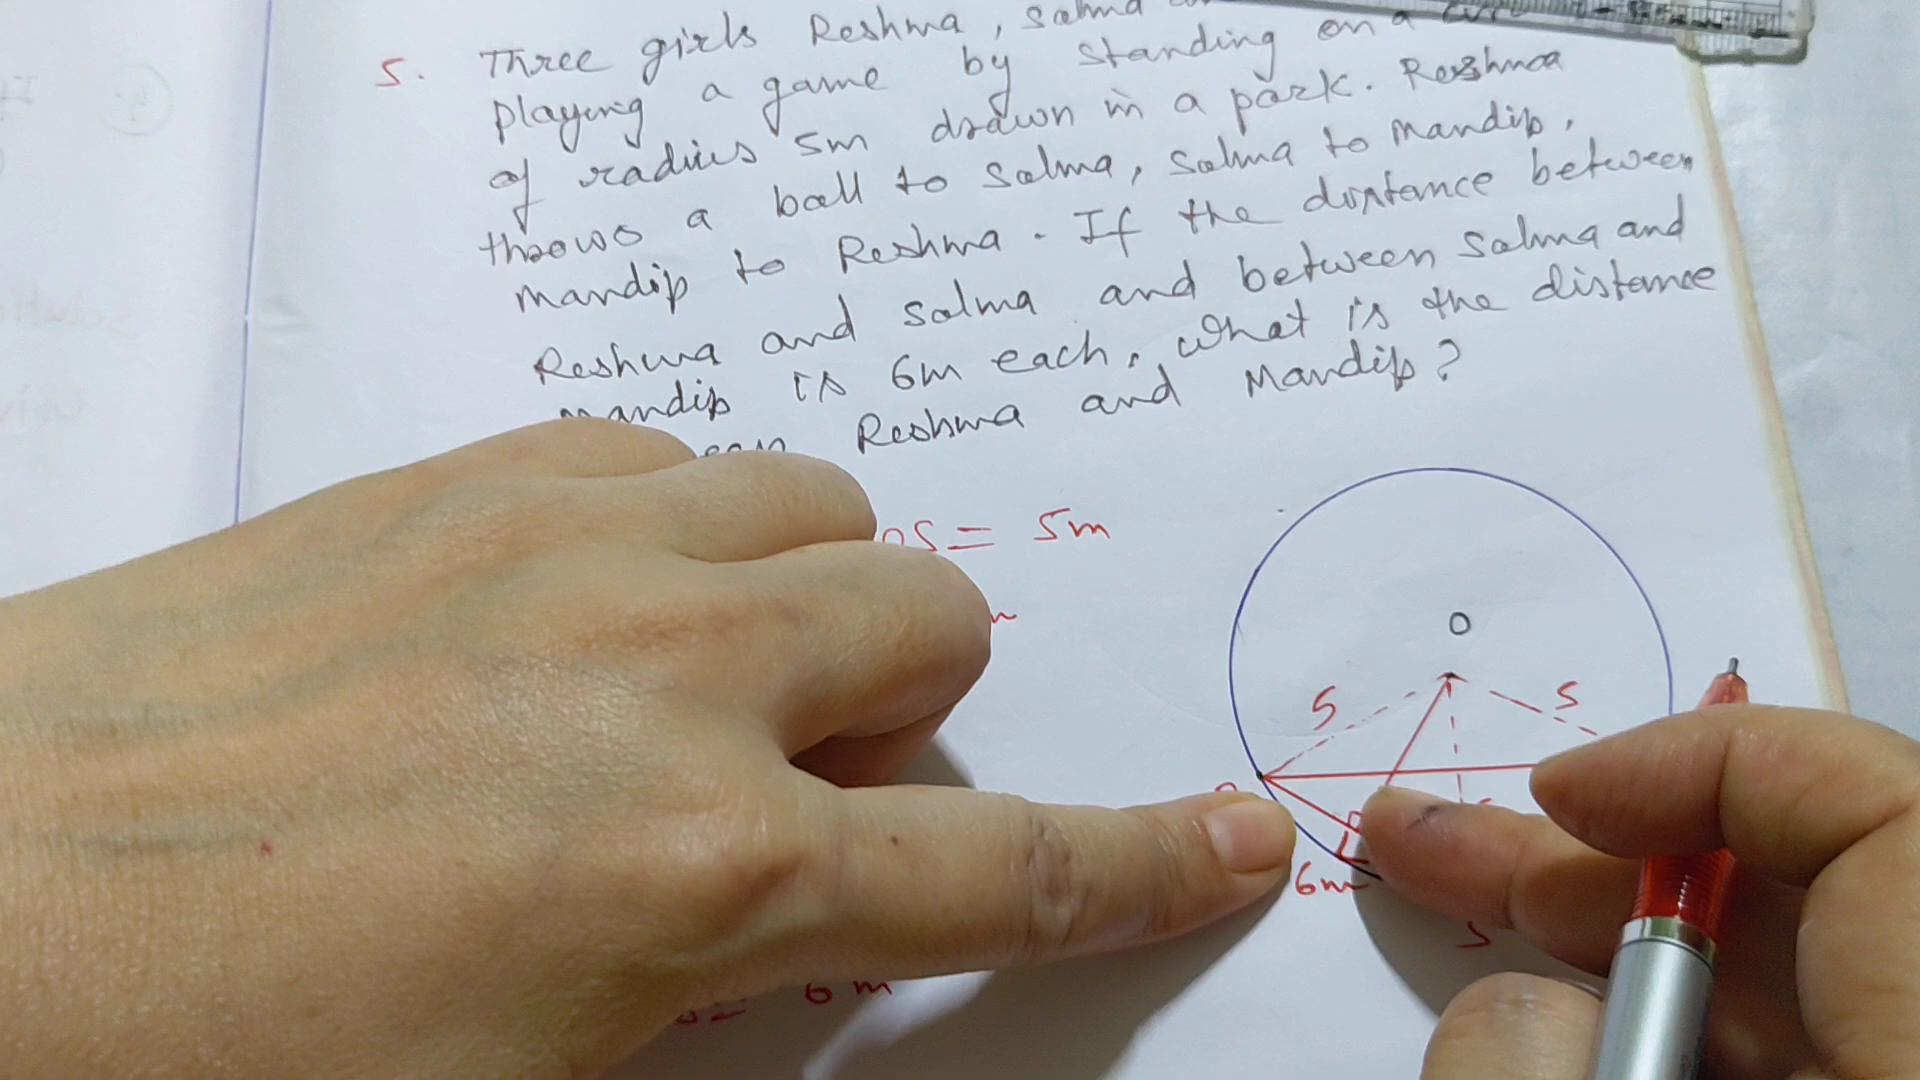 5. Three girls Reshma, Salma
playing a game by standing on a
of radius 5m drawn in a park. Reshma
throws a ball to Salma, Salma to Mandip,
Mandip to Reshma. If the distance between
Reshma and Salma and between Salma and
Mandip is 6m each, what is the distance
Reshma and Mandip?
OS = 5m
O
5 5
6m
S
6m